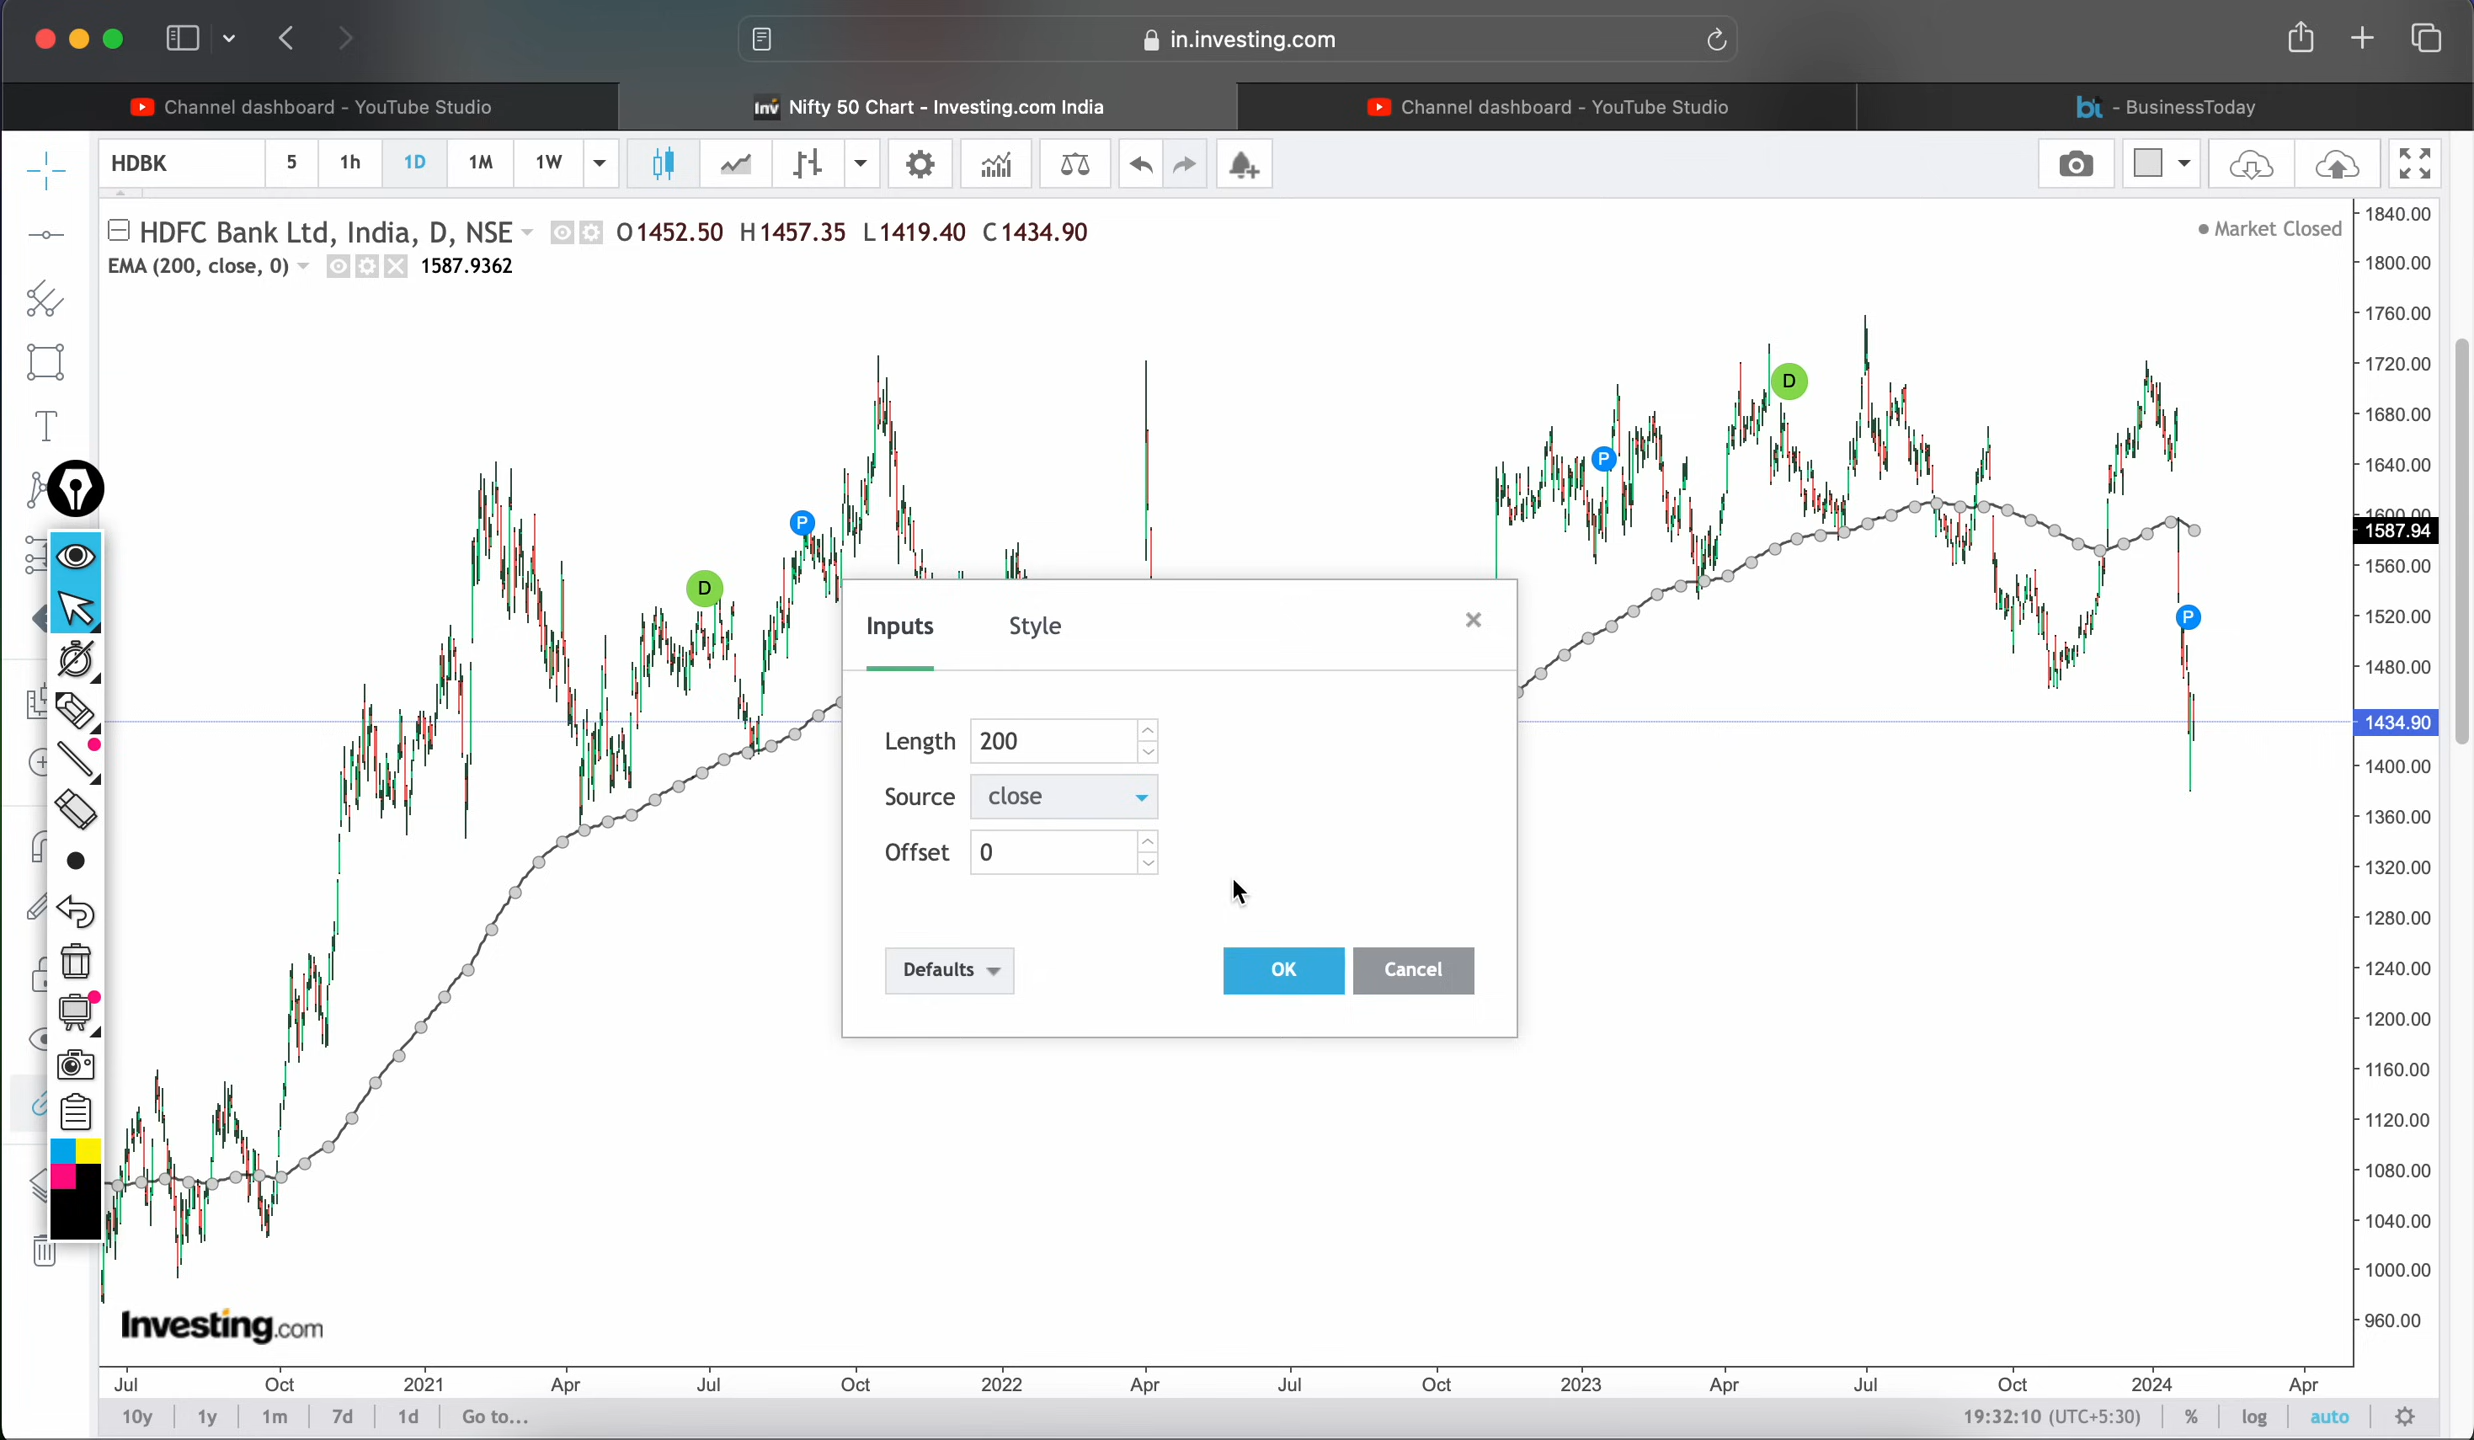 in.investing.com
Channel dashboard - YouTube Studio
Inv Nifty 50 Chart - Investing.com India
Channel dashboard - YouTube Studio
bt - BusinessToday
HDBK 5 1h 1D 1M 1W
HDFC Bank Ltd, India, D, NSE O1452.50 H1457.35 L1419.40 C1434.90
Market Closed
EMA (200, close, 0) 1587.9362
1840.00
1800.00
1760.00
1720.00
1680.00
1640.00
1600.00
1587.94
1560.00
1520.00
1480.00
1434.90
1400.00
1360.00
1320.00
1280.00
1240.00
1200.00
1160.00
1120.00
1080.00
1040.00
1000.00
960.00
D
P
D
P
P
T
Inputs Style
Length 200
Source close
Offset 0
Defaults OK Cancel
Investing.com
Jul Oct 2021 Apr Jul Oct 2022 Apr Jul Oct 2023 Apr Jul Oct 2024 Apr
10y 1y 1m 7d 1d Go to... 19:32:10 (UTC+5:30) % log auto